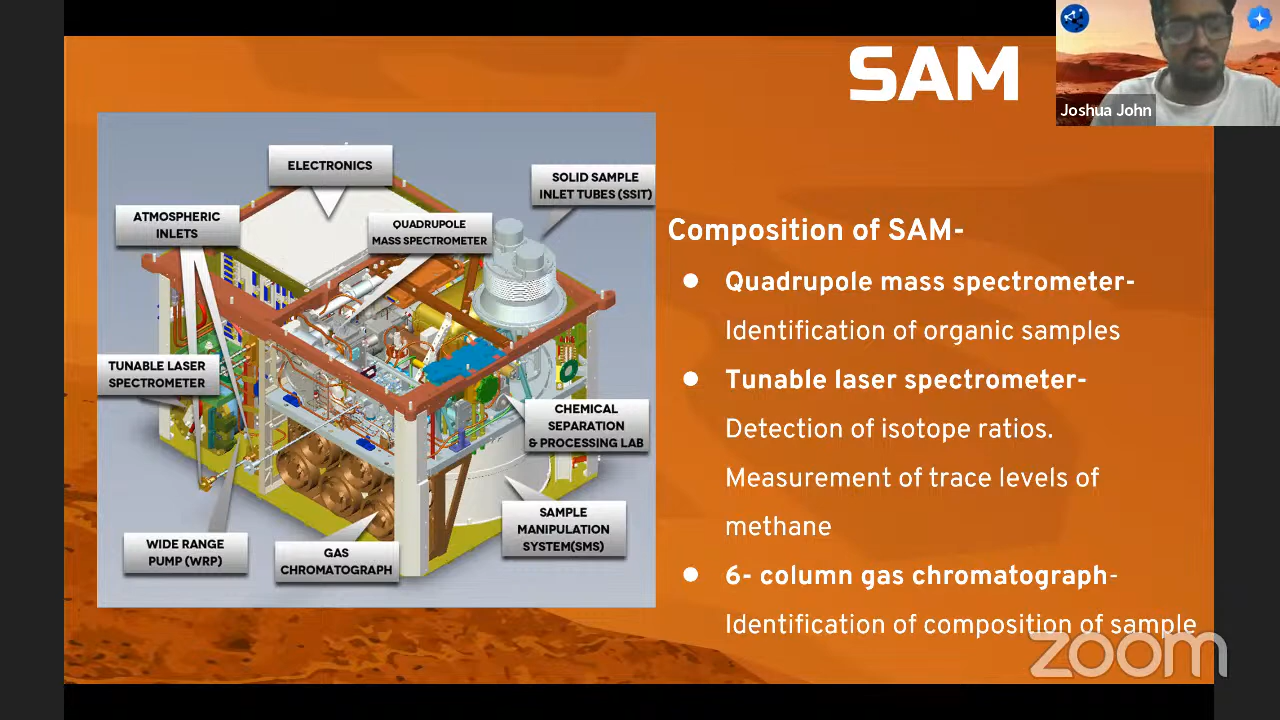 SAM
Joshua John
ELECTRONICS
SOLID SAMPLE
INLET TUBES (SSIT)
ATMOSPHERIC
INLETS
QUADRUPOLE
MASS SPECTROMETER
TUNABLE LASER
SPECTROMETER
CHEMICAL
SEPARATION
& PROCESSING LAB
SAMPLE
MANIPULATION
SYSTEM(SMS)
WIDE RANGE
PUMP (WRP)
GAS
CHROMATOGRAPH
Composition of SAM-
● Quadrupole mass spectrometer-
Identification of organic samples
● Tunable laser spectrometer-
Detection of isotope ratios.
Measurement of trace levels of
methane
● 6- column gas chromatograph-
Identification of composition of sample
zoom